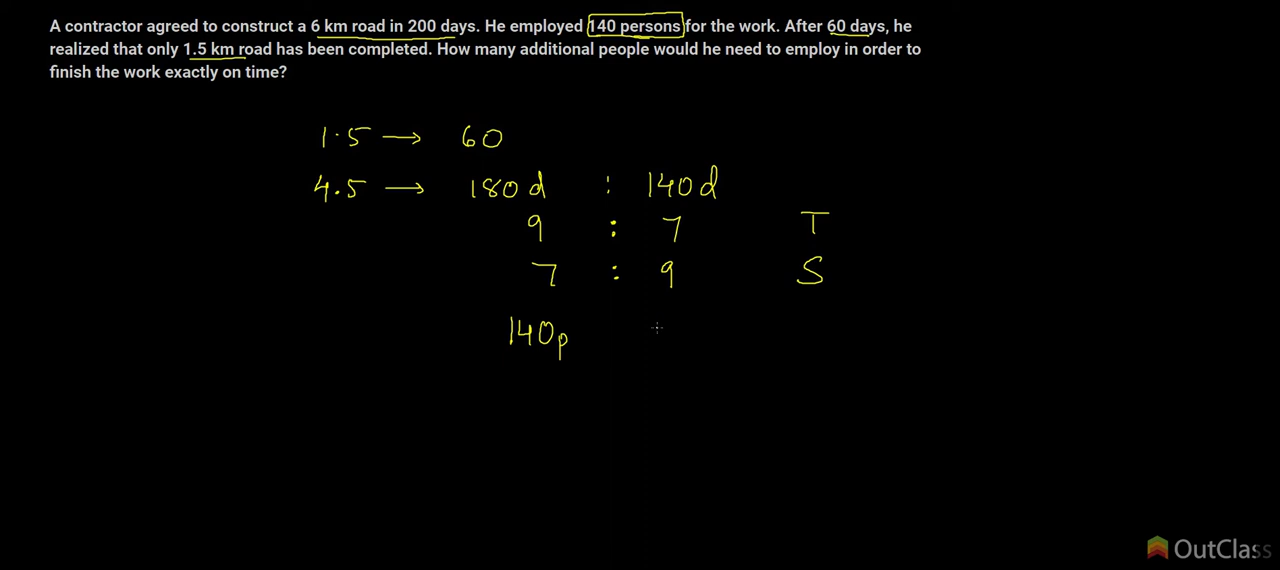 A contractor agreed to construct a 6 km road in 200 days. He employed 140 persons for the work. After 60 days, he
realized that only 1.5 km road has been completed. How many additional people would he need to employ in order to
finish the work exactly on time?
1.5 → 60
4.5 → 180d : 140d
9 : 7 T
7 : 9 S
140p
OutClass